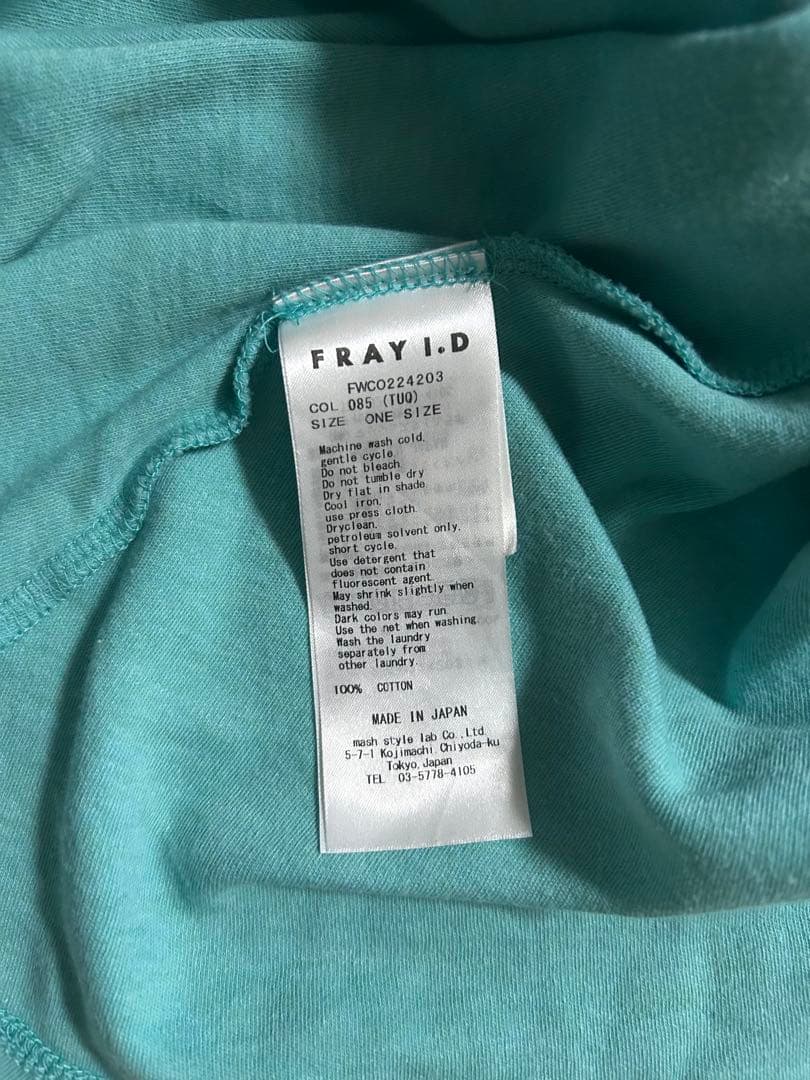 FRAY I.D
FWCO224203
COL 085 (TUQ)
SIZE ONE SIZE
Machine wash cold.
gentle cycle.
Do not bleach.
Do not tumble dry
Dry flat in shade.
Cool iron.
use press cloth.
Dryclean.
petroleum solvent only.
short cycle.
Use detergent that
does not contain
fluorescent agent.
May shrink slightly when
washed.
Dark colors may run
Use the net when washing.
Wash the laundry
separately from
other laundry.
100% COTTON
MADE IN JAPAN
mash style lab Co.,Ltd.
5-7-1 Kojimachi Chiyoda-ku
Tokyo, Japan
TEL 03-5778-4105